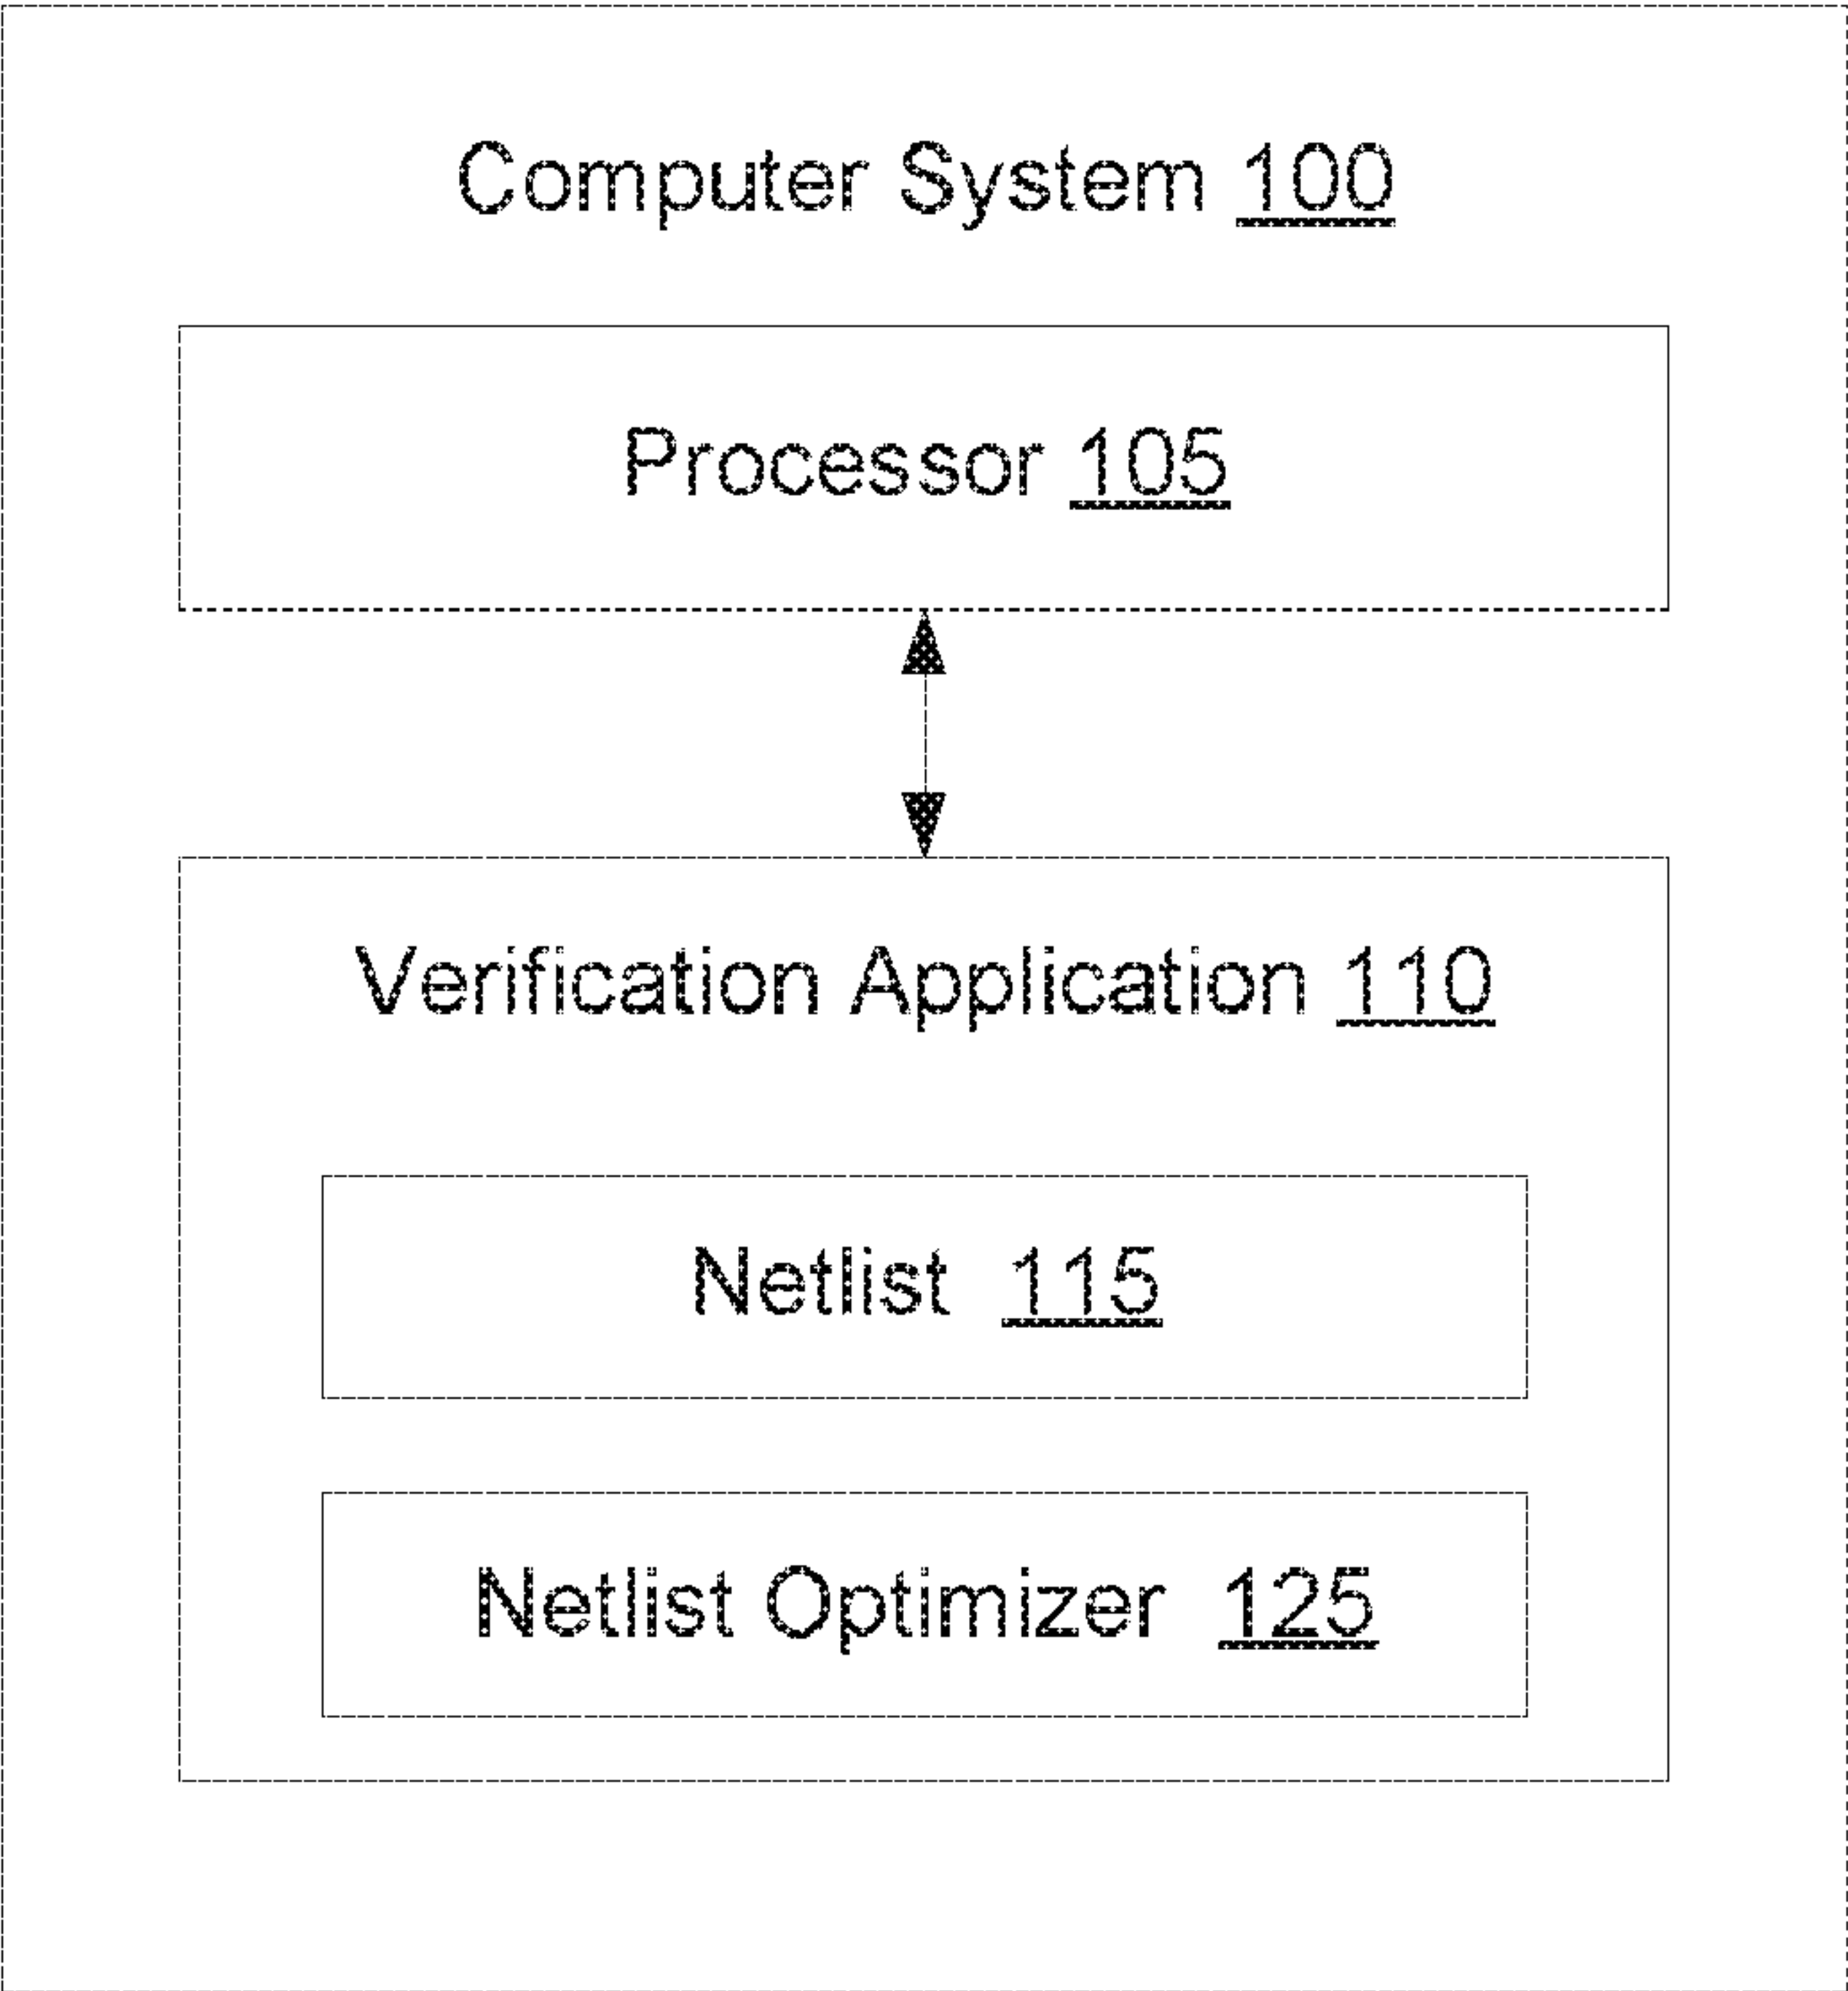 Computer System 100
Processor 105
Verification Application 110
Netlist 115
Netlist Optimizer 125